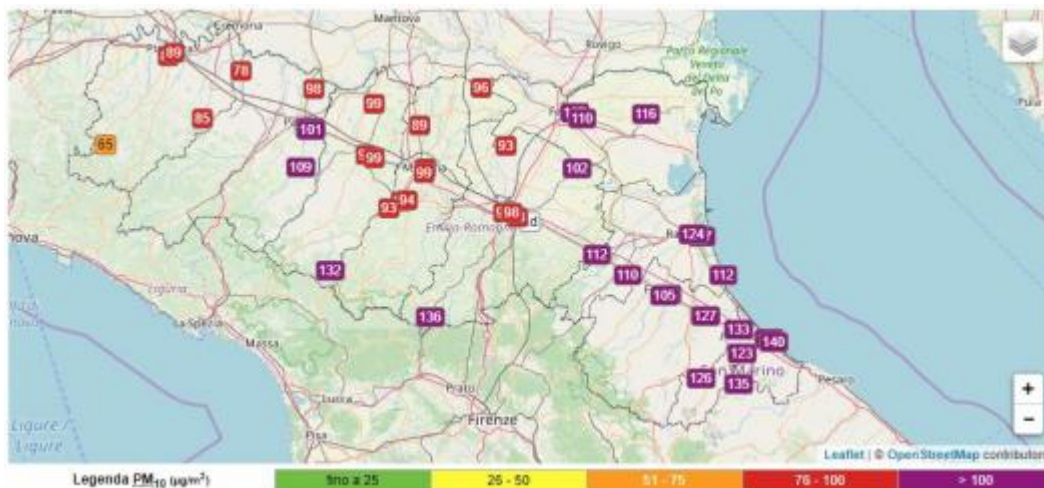 Cremona
Mantova
Rovigo
Parco Regionale
Veneto
del Delta
del Po
89
78
98
99
96
116
110
85
101
89
93
65
109
99
99
102
93
94
98
d
Emilia-Romagna
124
112
132
110
112
105
136
127
133
140
123
126
135
San Marino
Liguria
La Spezia
Massa
Pesaro
Prato
Lucca
Firenze
Pisa
Ligure /
Ligure
+
−
Leaflet | © OpenStreetMap contributors
Legenda PM10 (µg/m³)
fino a 25
26 - 50
51 - 75
76 - 100
> 100